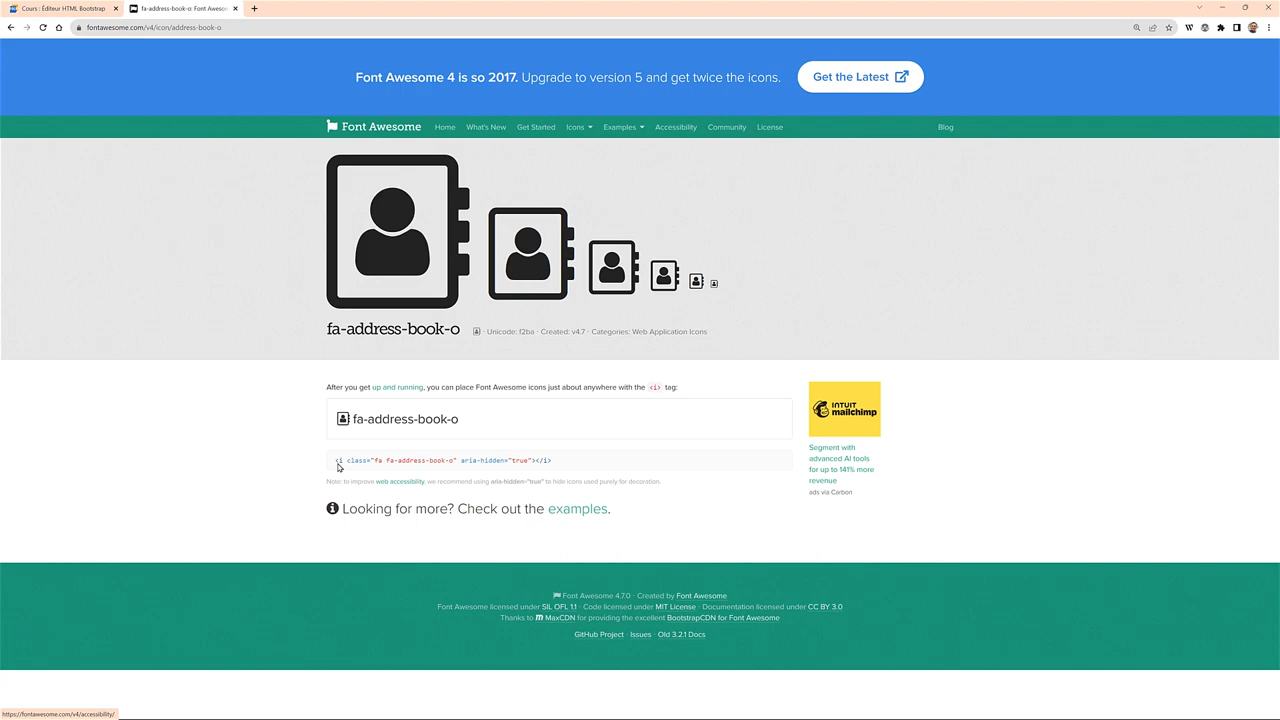 Cours : Éditeur HTML Bootstrap
fa-address-book-o: Font Awesom
fontawesome.com/v4/icon/address-book-o
Font Awesome 4 is so 2017. Upgrade to version 5 and get twice the icons.
Get the Latest
Font Awesome Home What's New Get Started Icons Examples Accessibility Community License Blog
fa-address-book-o · Unicode: f2ba · Created: v4.7 · Categories: Web Application Icons
After you get up and running, you can place Font Awesome icons just about anywhere with the <i> tag:
fa-address-book-o
<i class="fa fa-address-book-o" aria-hidden="true"></i>
Note: to improve web accessibility, we recommend using aria-hidden="true" to hide icons used purely for decoration.
Looking for more? Check out the examples.
INTUIT
mailchimp
Segment with
advanced AI tools
for up to 141% more
revenue
ads via Carbon
Font Awesome 4.7.0 · Created by Font Awesome
Font Awesome licensed under SIL OFL 1.1 · Code licensed under MIT License · Documentation licensed under CC BY 3.0
Thanks to MaxCDN for providing the excellent BootstrapCDN for Font Awesome
GitHub Project · Issues · Old 3.2.1 Docs
https://fontawesome.com/v4/accessibility/